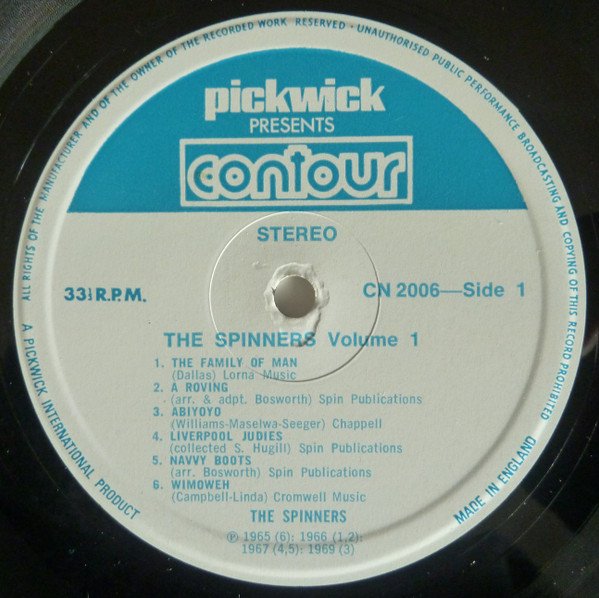 ALL RIGHTS OF THE MANUFACTURER AND OF THE OWNER OF THE RECORDED WORK RESERVED · UNAUTHORISED PUBLIC PERFORMANCE BROADCASTING AND COPYING OF THIS RECORD PROHIBITED
pickwick
PRESENTS
contour
STEREO
33⅓ R.P.M.
CN 2006—Side 1
THE SPINNERS Volume 1
1. THE FAMILY OF MAN
(Dallas) Lorna Music
2. A ROVING
(arr. & adpt. Bosworth) Spin Publications
3. ABIYOYO
(Williams-Maselwa-Seeger) Chappell
4. LIVERPOOL JUDIES
(collected S. Hugill) Spin Publications
5. NAVVY BOOTS
(arr. Bosworth) Spin Publications
6. WIMOWEH
(Campbell-Linda) Cromwell Music
THE SPINNERS
℗ 1965 (6): 1966 (1,2):
1967 (4,5): 1969 (3)
A PICKWICK INTERNATIONAL PRODUCT
MADE IN ENGLAND